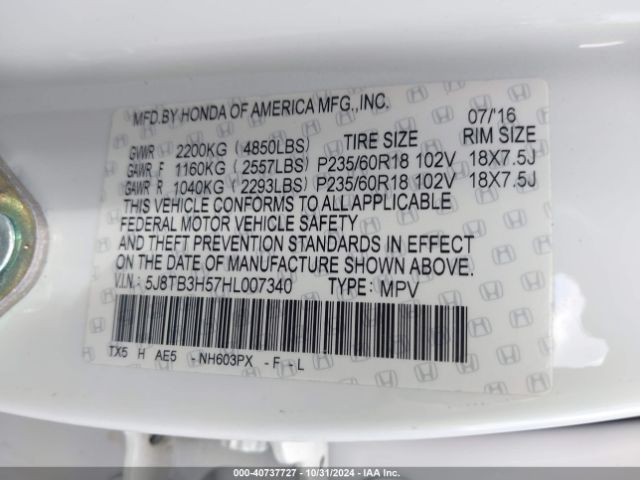 MFD.BY HONDA OF AMERICA MFG.,INC. 07/'16
GVWR 2200KG (4850LBS) TIRE SIZE RIM SIZE
GAWR F 1160KG (2557LBS) P235/60R18 102V 18X7.5J
GAWR R 1040KG (2293LBS) P235/60R18 102V 18X7.5J
THIS VEHICLE CONFORMS TO ALL APPLICABLE
FEDERAL MOTOR VEHICLE SAFETY
AND THEFT PREVENTION STANDARDS IN EFFECT
ON THE DATE OF MANUFACTURE SHOWN ABOVE.
V.I.N.: 5J8TB3H57HL007340 TYPE: MPV
TX5 H AE5 -NH603PX -F -L
000-40737727 - 10/31/2024 - IAA Inc.